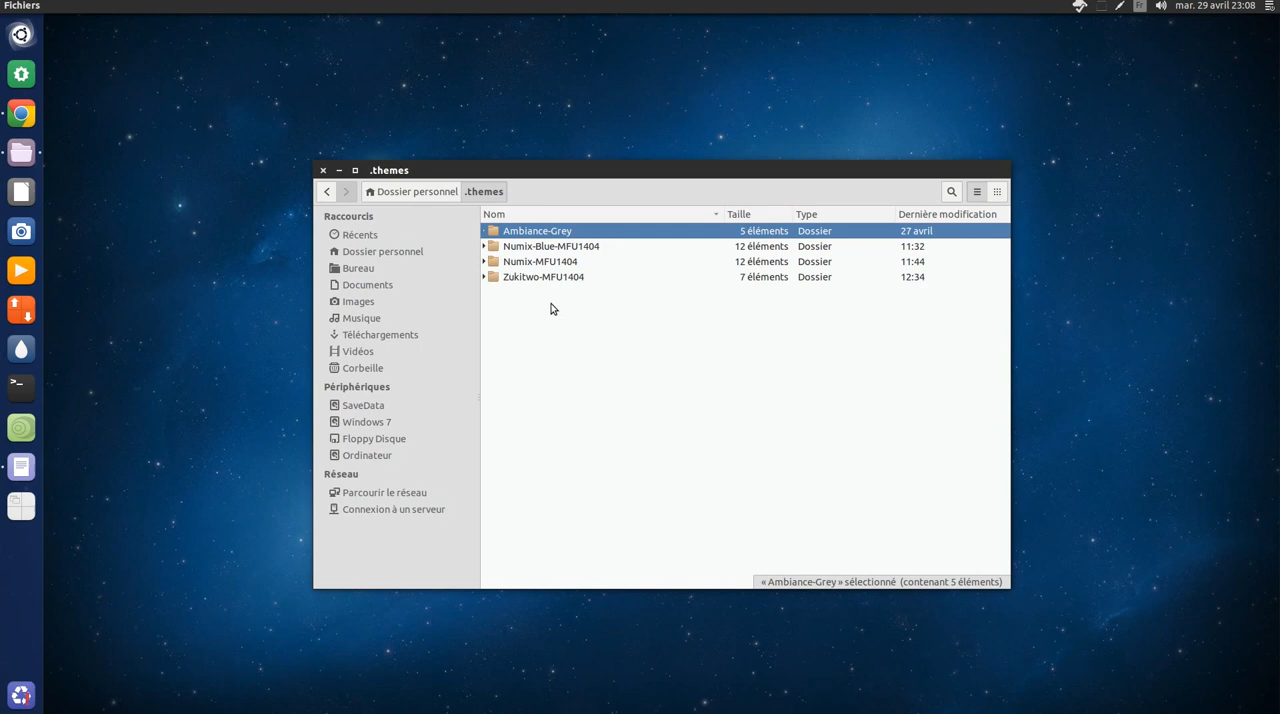 Fichiers
Fr mar. 29 avril 23:08
.themes
Dossier personnel .themes
Raccourcis
Récents
Dossier personnel
Bureau
Documents
Images
Musique
Téléchargements
Vidéos
Corbeille
Périphériques
SaveData
Windows 7
Floppy Disque
Ordinateur
Réseau
Parcourir le réseau
Connexion à un serveur
Nom Taille Type Dernière modification
Ambiance-Grey 5 éléments Dossier 27 avril
Numix-Blue-MFU1404 12 éléments Dossier 11:32
Numix-MFU1404 12 éléments Dossier 11:44
Zukitwo-MFU1404 7 éléments Dossier 12:34
« Ambiance-Grey » sélectionné (contenant 5 éléments)
>_